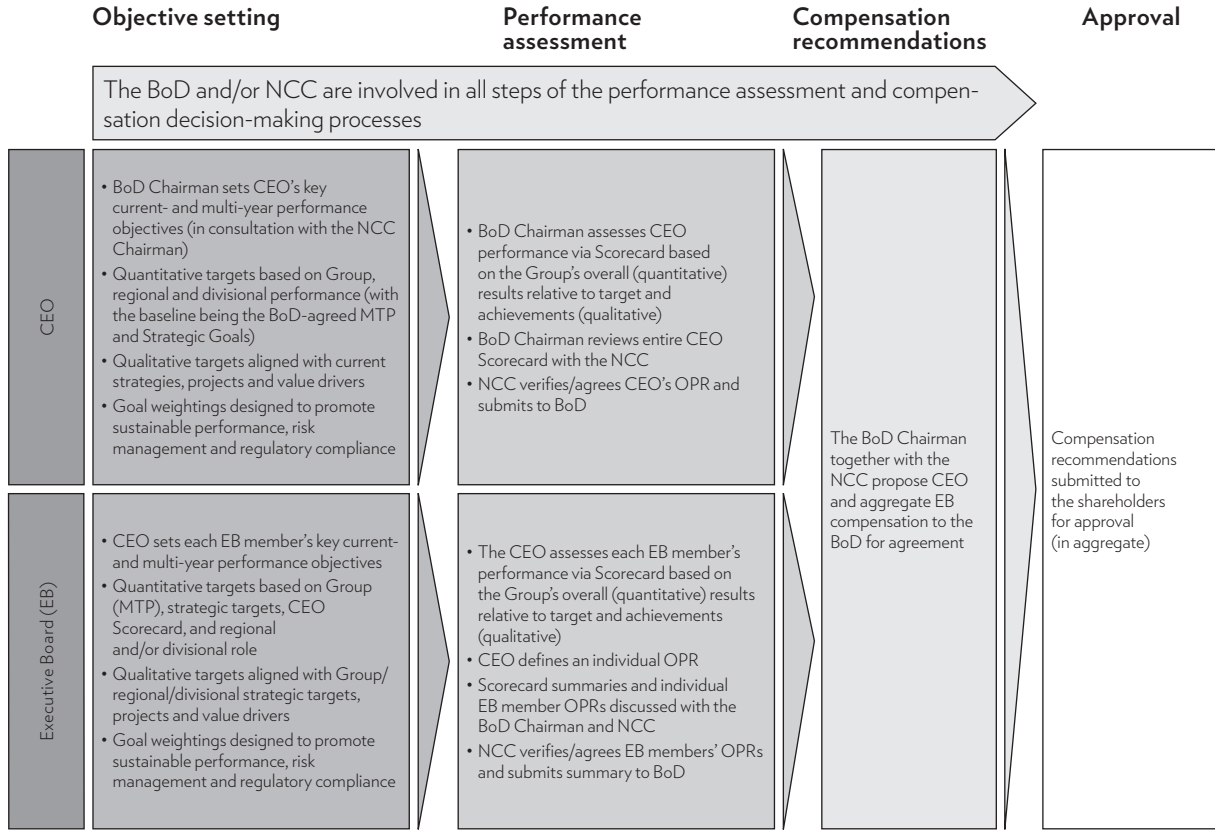 Objective setting
Performance
assessment
Compensation
recommendations
Approval
The BoD and/or NCC are involved in all steps of the performance assessment and compen-
sation decision-making processes
CEO
• BoD Chairman sets CEO’s key
current- and multi-year performance
objectives (in consultation with the NCC
Chairman)
• Quantitative targets based on Group,
regional and divisional performance (with
the baseline being the BoD-agreed MTP
and Strategic Goals)
• Qualitative targets aligned with current
strategies, projects and value drivers
• Goal weightings designed to promote
sustainable performance, risk
management and regulatory compliance
• BoD Chairman assesses CEO
performance via Scorecard based
on the Group’s overall (quantitative)
results relative to target and
achievements (qualitative)
• BoD Chairman reviews entire CEO
Scorecard with the NCC
• NCC verifies/agrees CEO’s OPR and
submits to BoD
Executive Board (EB)
• CEO sets each EB member’s key current-
and multi-year performance objectives
• Quantitative targets based on Group
(MTP), strategic targets, CEO
Scorecard, and regional
and/or divisional role
• Qualitative targets aligned with Group/
regional/divisional strategic targets,
projects and value drivers
• Goal weightings designed to promote
sustainable performance, risk
management and regulatory compliance
• The CEO assesses each EB member’s
performance via Scorecard based on
the Group’s overall (quantitative) results
relative to target and achievements
(qualitative)
• CEO defines an individual OPR
• Scorecard summaries and individual
EB member OPRs discussed with the
BoD Chairman and NCC
• NCC verifies/agrees EB members’ OPRs
and submits summary to BoD
The BoD Chairman
together with the
NCC propose CEO
and aggregate EB
compensation to the
BoD for agreement
Compensation
recommendations
submitted to
the shareholders
for approval
(in aggregate)